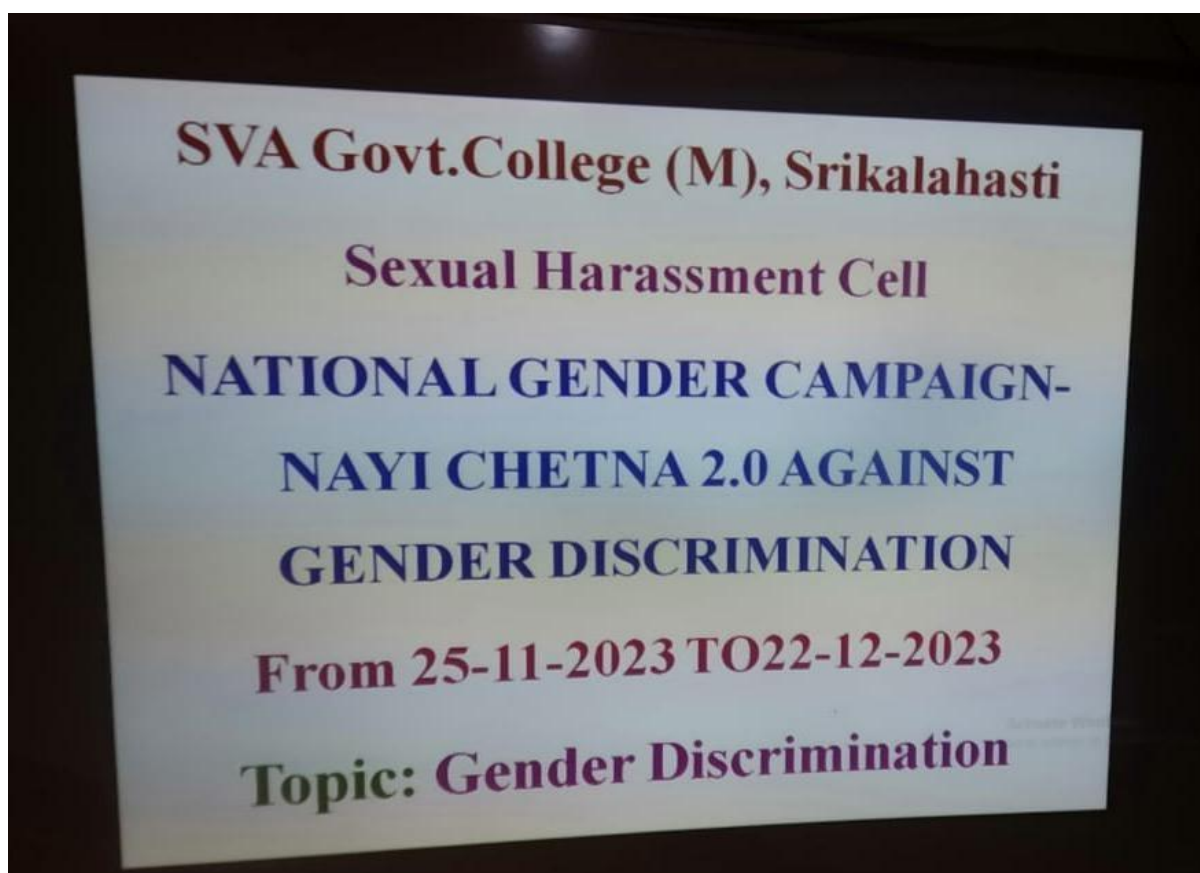 SVA Govt.College (M), Srikalahasti
Sexual Harassment Cell
NATIONAL GENDER CAMPAIGN-
NAYI CHETNA 2.0 AGAINST
GENDER DISCRIMINATION
From 25-11-2023 TO22-12-2023
Topic: Gender Discrimination